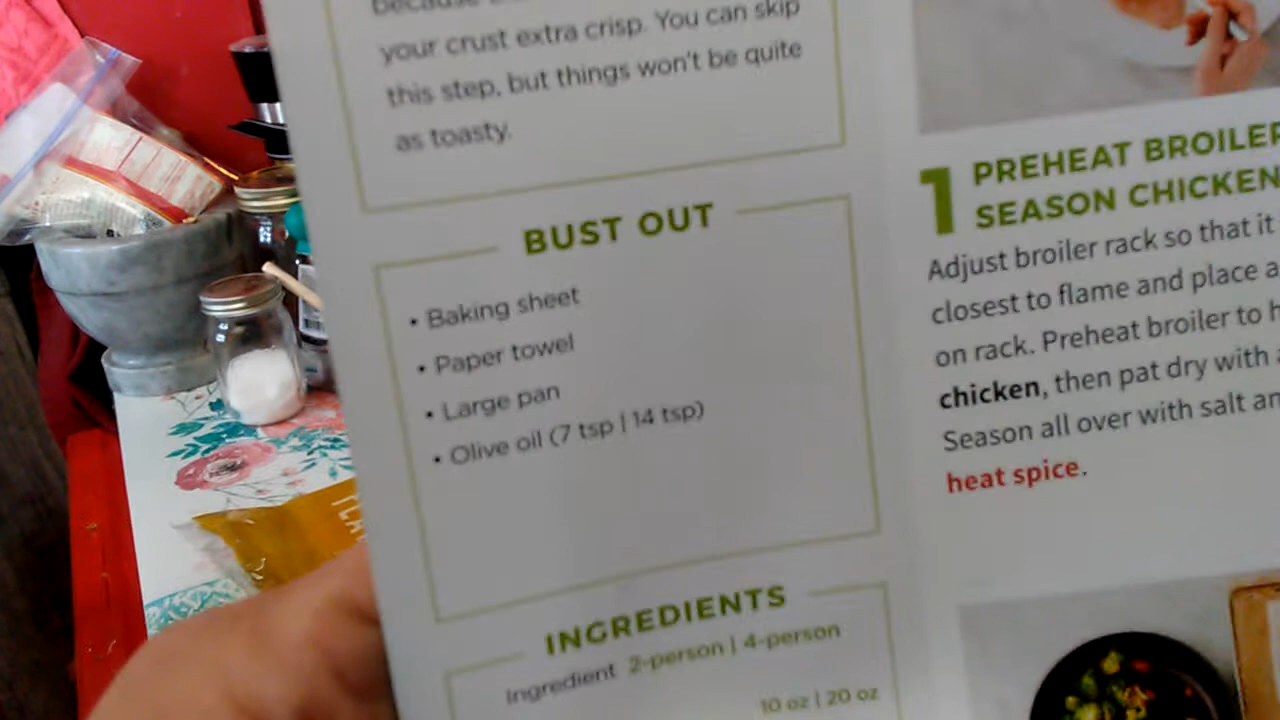 because
your crust extra crisp. You can skip
this step, but things won't be quite
as toasty.
BUST OUT
• Baking sheet
• Paper towel
• Large pan
• Olive oil (7 tsp | 14 tsp)
INGREDIENTS
Ingredient 2-person | 4-person
10 oz | 20 oz
1 PREHEAT BROILER
SEASON CHICKEN
Adjust broiler rack so that it
closest to flame and place a
on rack. Preheat broiler to
chicken, then pat dry with
Season all over with salt
heat spice.